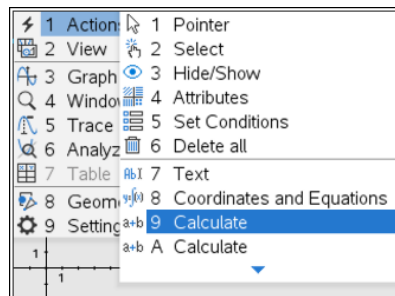 1 Actions
2 View
3 Graph
4 Window
5 Trace
6 Analyz
7 Table
8 Geom
9 Setting
1 Pointer
2 Select
3 Hide/Show
4 Attributes
5 Set Conditions
6 Delete all
AbI 7 Text
y=f(x) 8 Coordinates and Equations
a+b 9 Calculate
a+b A Calculate
1
1